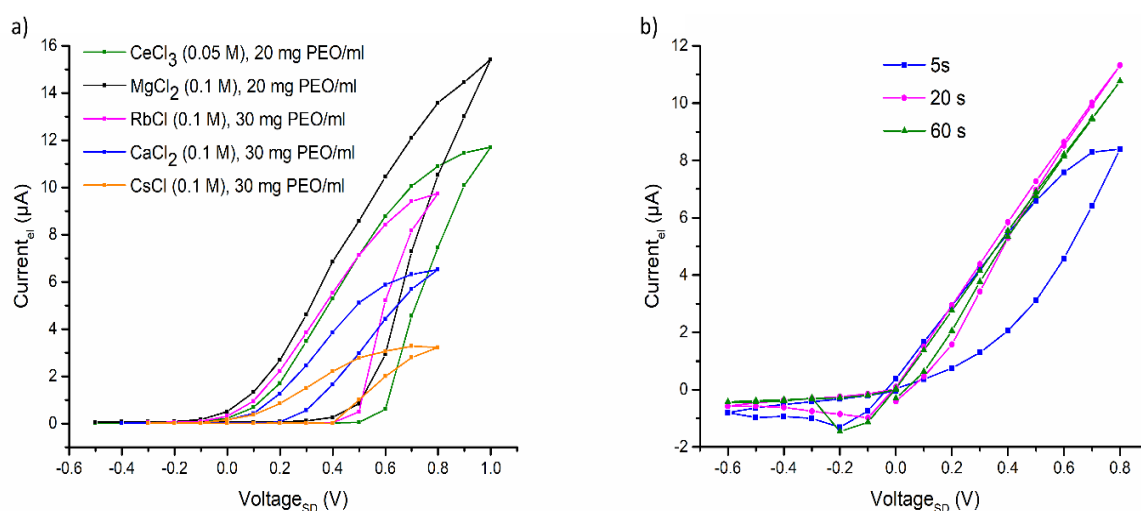 a)
CeCl3 (0.05 M), 20 mg PEO/ml
MgCl2 (0.1 M), 20 mg PEO/ml
RbCl (0.1 M), 30 mg PEO/ml
CaCl2 (0.1 M), 30 mg PEO/ml
CsCl (0.1 M), 30 mg PEO/ml
16
14
12
10
8
6
4
2
0
Current_el (µA)
-0.6 -0.4 -0.2 0.0 0.2 0.4 0.6 0.8 1.0
Voltage_SD (V)
b)
5s
20 s
60 s
12
10
8
6
4
2
0
-2
Current_el (µA)
-0.6 -0.4 -0.2 0.0 0.2 0.4 0.6 0.8
Voltage_SD (V)